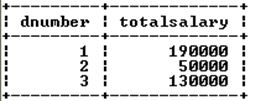 +---------+-------------+
| dnumber | totalsalary |
+---------+-------------+
| 1 | 190000 |
| 2 | 50000 |
| 3 | 130000 |
+---------+-------------+